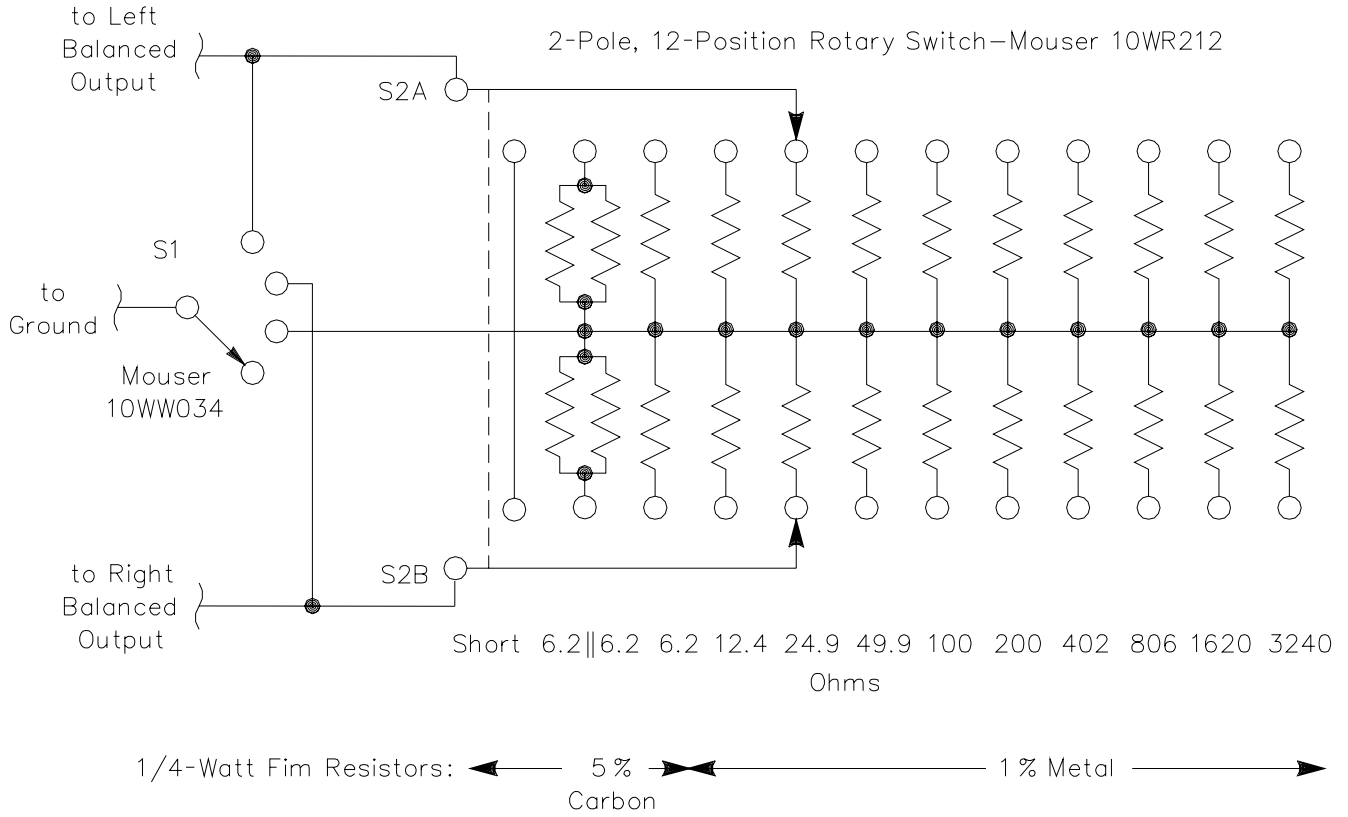 to Left
Balanced
Output
2-Pole, 12-Position Rotary Switch—Mouser 10WR212
S2A
S1
to
Ground
Mouser
10WW034
S2B
to Right
Balanced
Output
Short 6.2||6.2 6.2 12.4 24.9 49.9 100 200 402 806 1620 3240
Ohms
1/4-Watt Fim Resistors: 5% 1% Metal
Carbon